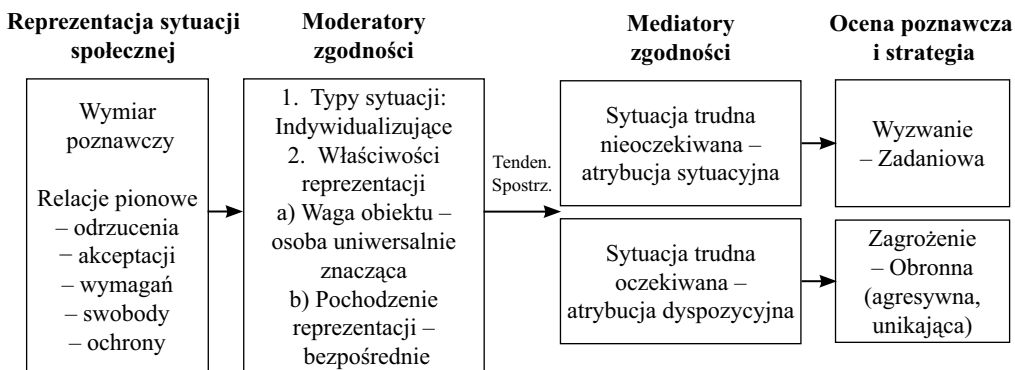 Reprezentacja sytuacji
społecznej
Wymiar
poznawczy
Relacje pionowe
– odrzucenia
– akceptacji
– wymagań
– swobody
– ochrony
Moderatory
zgodności
1. Typy sytuacji:
Indywidualizujące
2. Właściwości
reprezentacji
a) Waga obiektu –
osoba uniwersalnie
znacząca
b) Pochodzenie
reprezentacji –
bezpośrednie
Tenden.
Spostrz.
Mediatory
zgodności
Sytuacja trudna
nieoczekiwana –
atrybucja sytuacyjna
Sytuacja trudna
oczekiwana –
atrybucja dyspozycyjna
Ocena poznawcza
i strategia
Wyzwanie
– Zadaniowa
Zagrożenie
– Obronna
(agresywna,
unikająca)